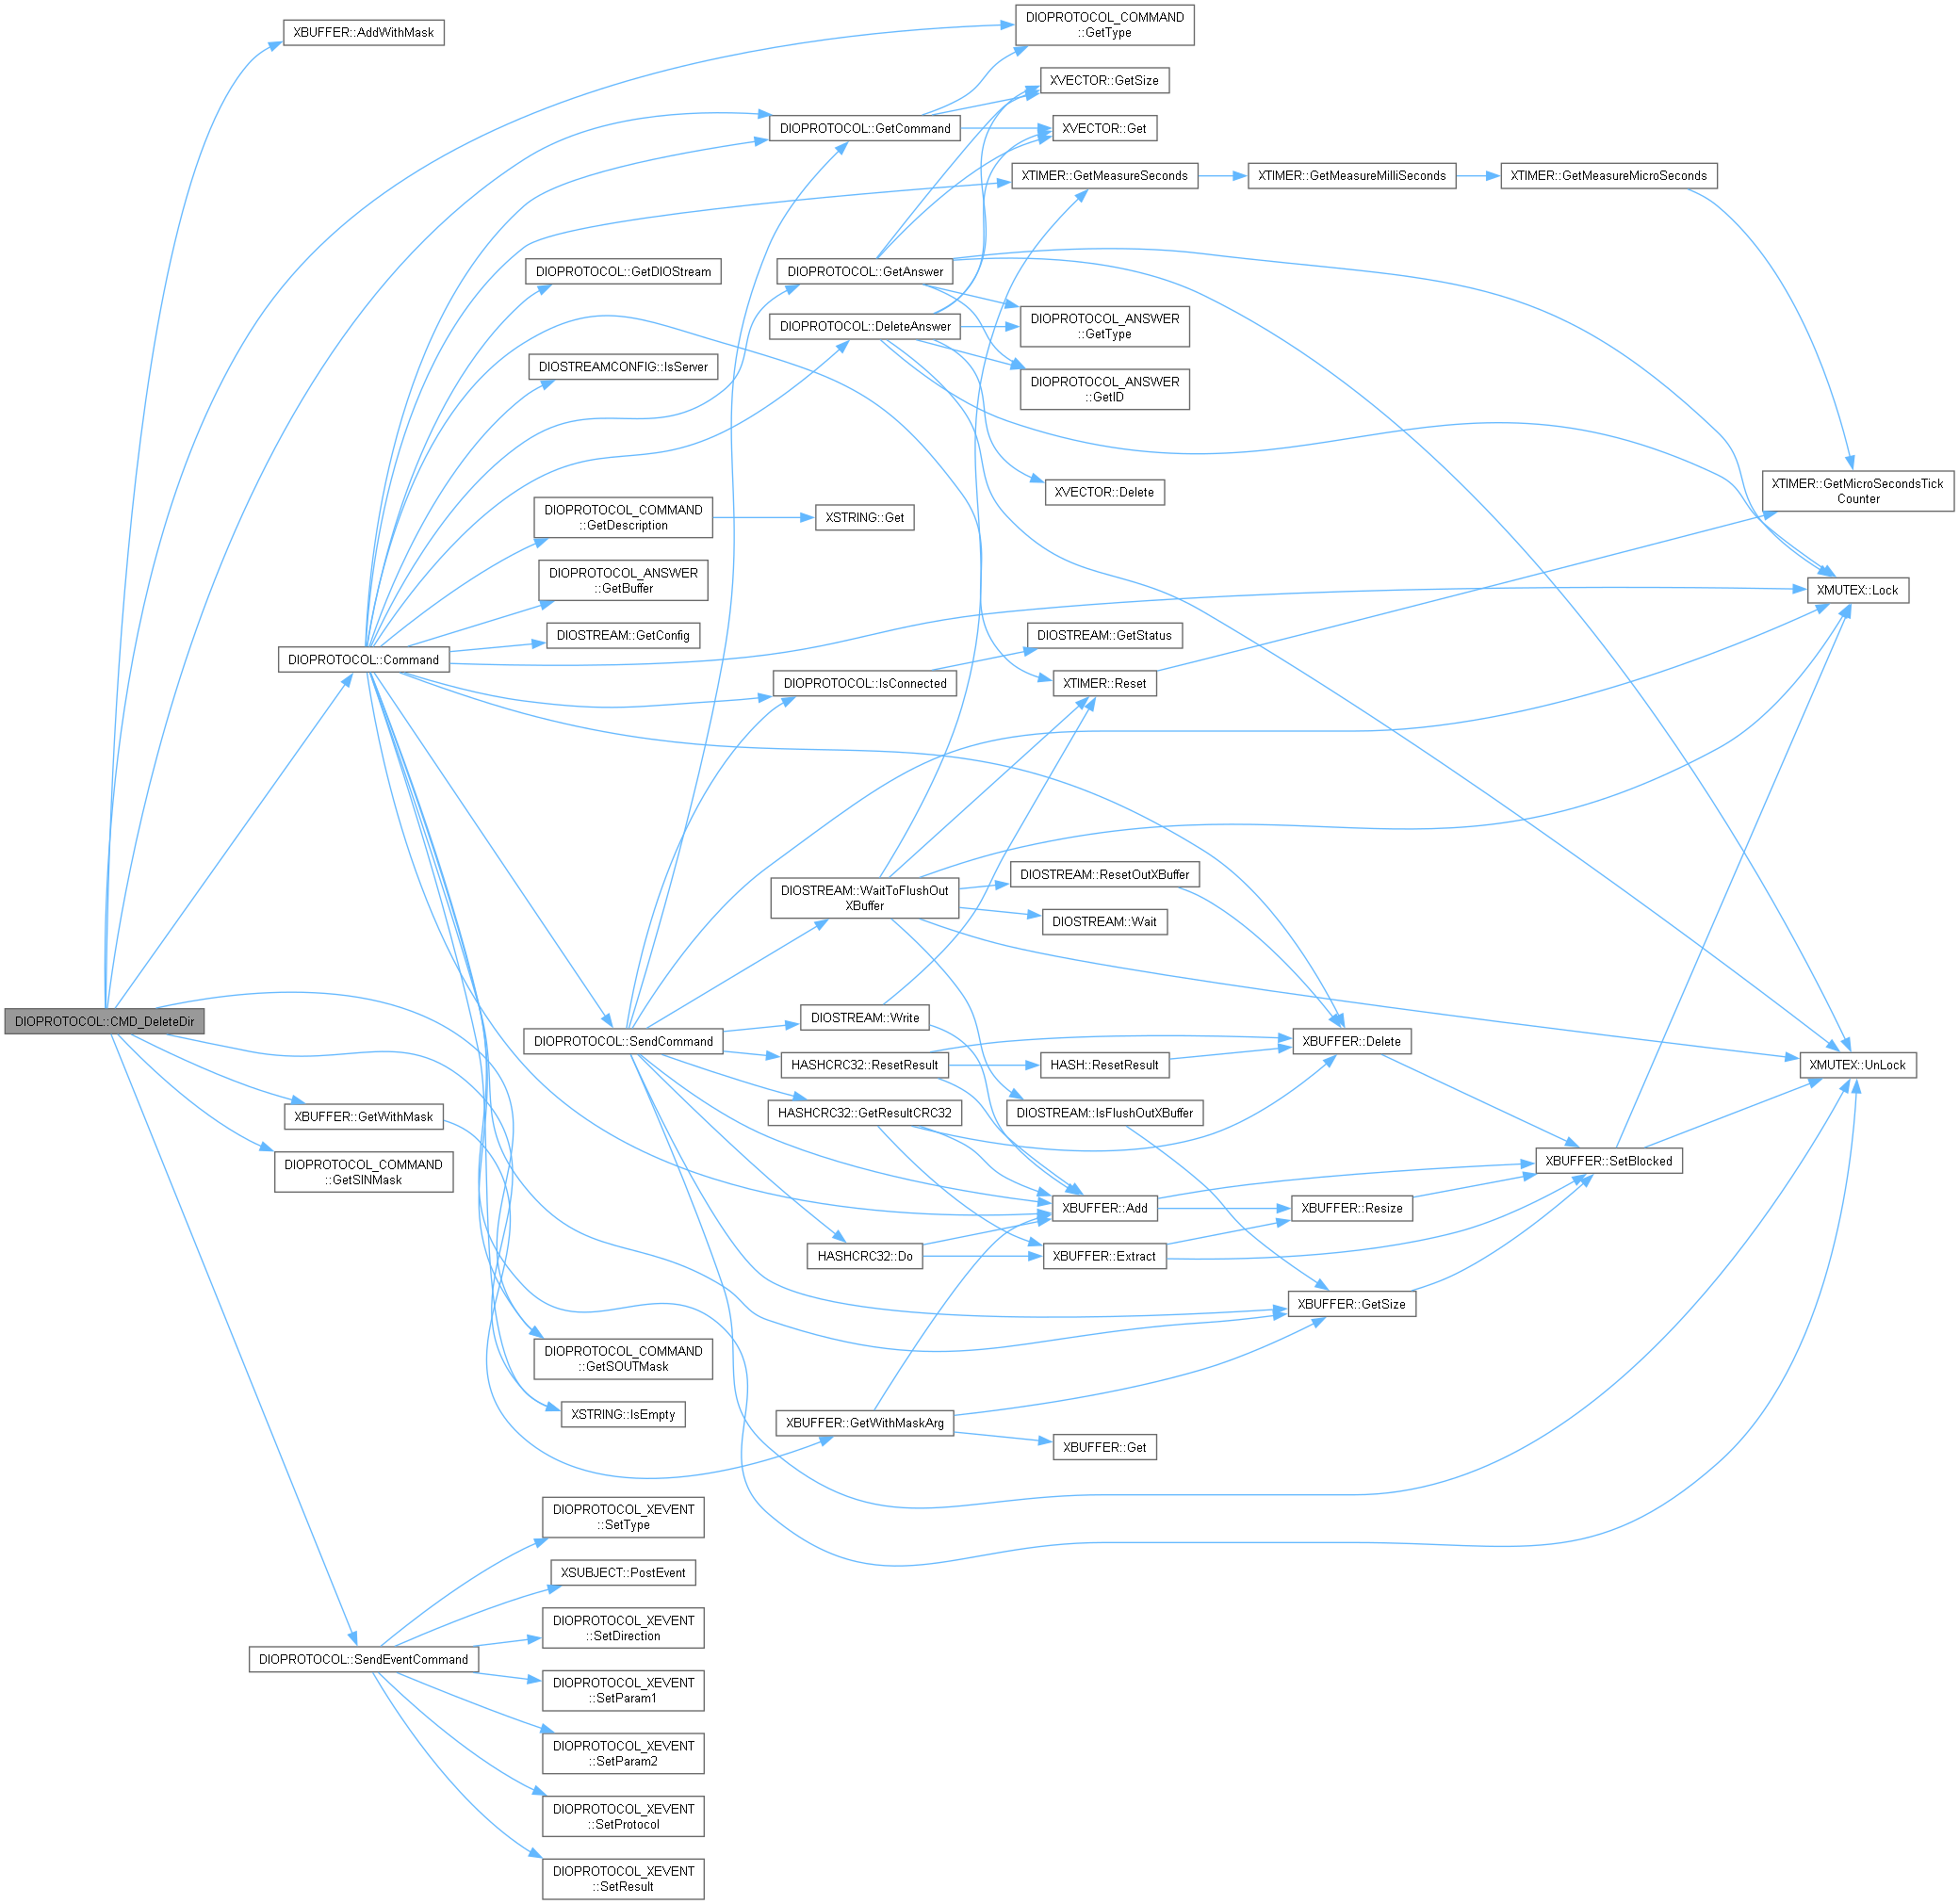 DIOPROTOCOL_COMMAND
::GetType
XBUFFER::AddWithMask
XVECTOR::GetSize
DIOPROTOCOL::GetCommand
XVECTOR::Get
XTIMER::GetMeasureSeconds
XTIMER::GetMeasureMilliSeconds
XTIMER::GetMeasureMicroSeconds
DIOPROTOCOL::GetDIOStream
DIOPROTOCOL::GetAnswer
DIOPROTOCOL::DeleteAnswer
DIOPROTOCOL_ANSWER
::GetType
DIOSTREAMCONFIG::IsServer
DIOPROTOCOL_ANSWER
::GetID
XVECTOR::Delete
XTIMER::GetMicroSecondsTick
Counter
DIOPROTOCOL_COMMAND
::GetDescription
XSTRING::Get
DIOPROTOCOL_ANSWER
::GetBuffer
XMUTEX::Lock
DIOSTREAM::GetConfig
DIOSTREAM::GetStatus
DIOPROTOCOL::Command
DIOPROTOCOL::IsConnected
XTIMER::Reset
DIOSTREAM::WaitToFlushOut
XBuffer
DIOSTREAM::ResetOutXBuffer
DIOSTREAM::Wait
DIOPROTOCOL::CMD_DeleteDir
DIOSTREAM::Write
DIOPROTOCOL::SendCommand
XBUFFER::Delete
HASHCRC32::ResetResult
HASH::ResetResult
XMUTEX::UnLock
XBUFFER::GetWithMask
HASHCRC32::GetResultCRC32
DIOSTREAM::IsFlushOutXBuffer
DIOPROTOCOL_COMMAND
::GetSINMask
XBUFFER::SetBlocked
XBUFFER::Add
XBUFFER::Resize
HASHCRC32::Do
XBUFFER::Extract
XBUFFER::GetSize
DIOPROTOCOL_COMMAND
::GetSOUTMask
XSTRING::IsEmpty
XBUFFER::GetWithMaskArg
XBUFFER::Get
DIOPROTOCOL_XEVENT
::SetType
XSUBJECT::PostEvent
DIOPROTOCOL_XEVENT
::SetDirection
DIOPROTOCOL::SendEventCommand
DIOPROTOCOL_XEVENT
::SetParam1
DIOPROTOCOL_XEVENT
::SetParam2
DIOPROTOCOL_XEVENT
::SetProtocol
DIOPROTOCOL_XEVENT
::SetResult